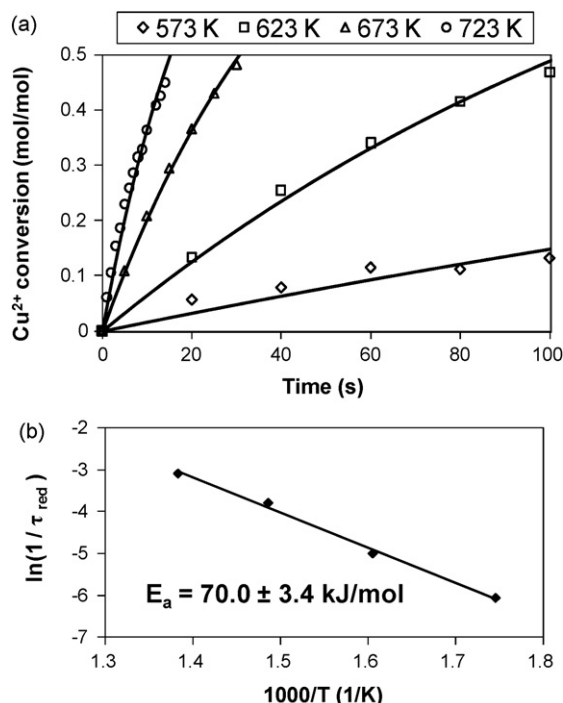 (a)
573 K 623 K 673 K 723 K
Cu²⁺ conversion (mol/mol)
0.5
0.4
0.3
0.2
0.1
0
0 20 40 60 80 100
Time (s)
(b)
ln(1/ τ red)
-2
-3
-4
-5
-6
-7
Eₐ = 70.0 ± 3.4 kJ/mol
1.3 1.4 1.5 1.6 1.7 1.8
1000/T (1/K)